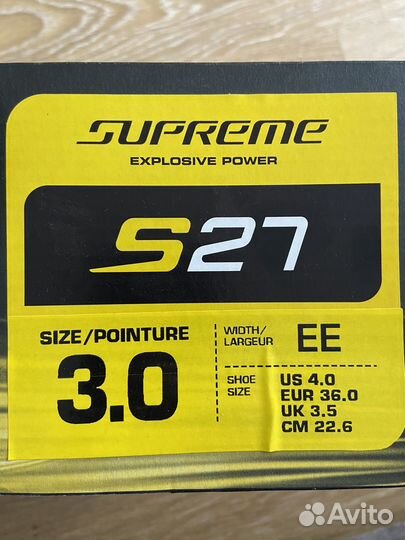 SUPREME
EXPLOSIVE POWER
S27
SIZE/POINTURE
3.0
WIDTH/
LARGEUR
EE
SHOE
SIZE
US 4.0
EUR 36.0
UK 3.5
CM 22.6
Avito